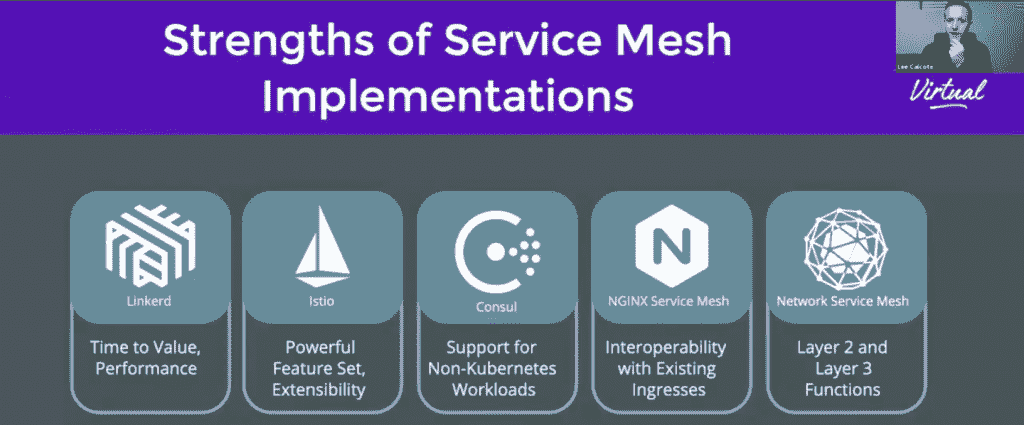 Strengths of Service Mesh
Implementations
Lee Calcote
Virtual
Linkerd
Istio
Consul
NGINX Service Mesh
Network Service Mesh
Time to Value,
Performance
Powerful
Feature Set,
Extensibility
Support for
Non-Kubernetes
Workloads
Interoperability
with Existing
Ingresses
Layer 2 and
Layer 3
Functions